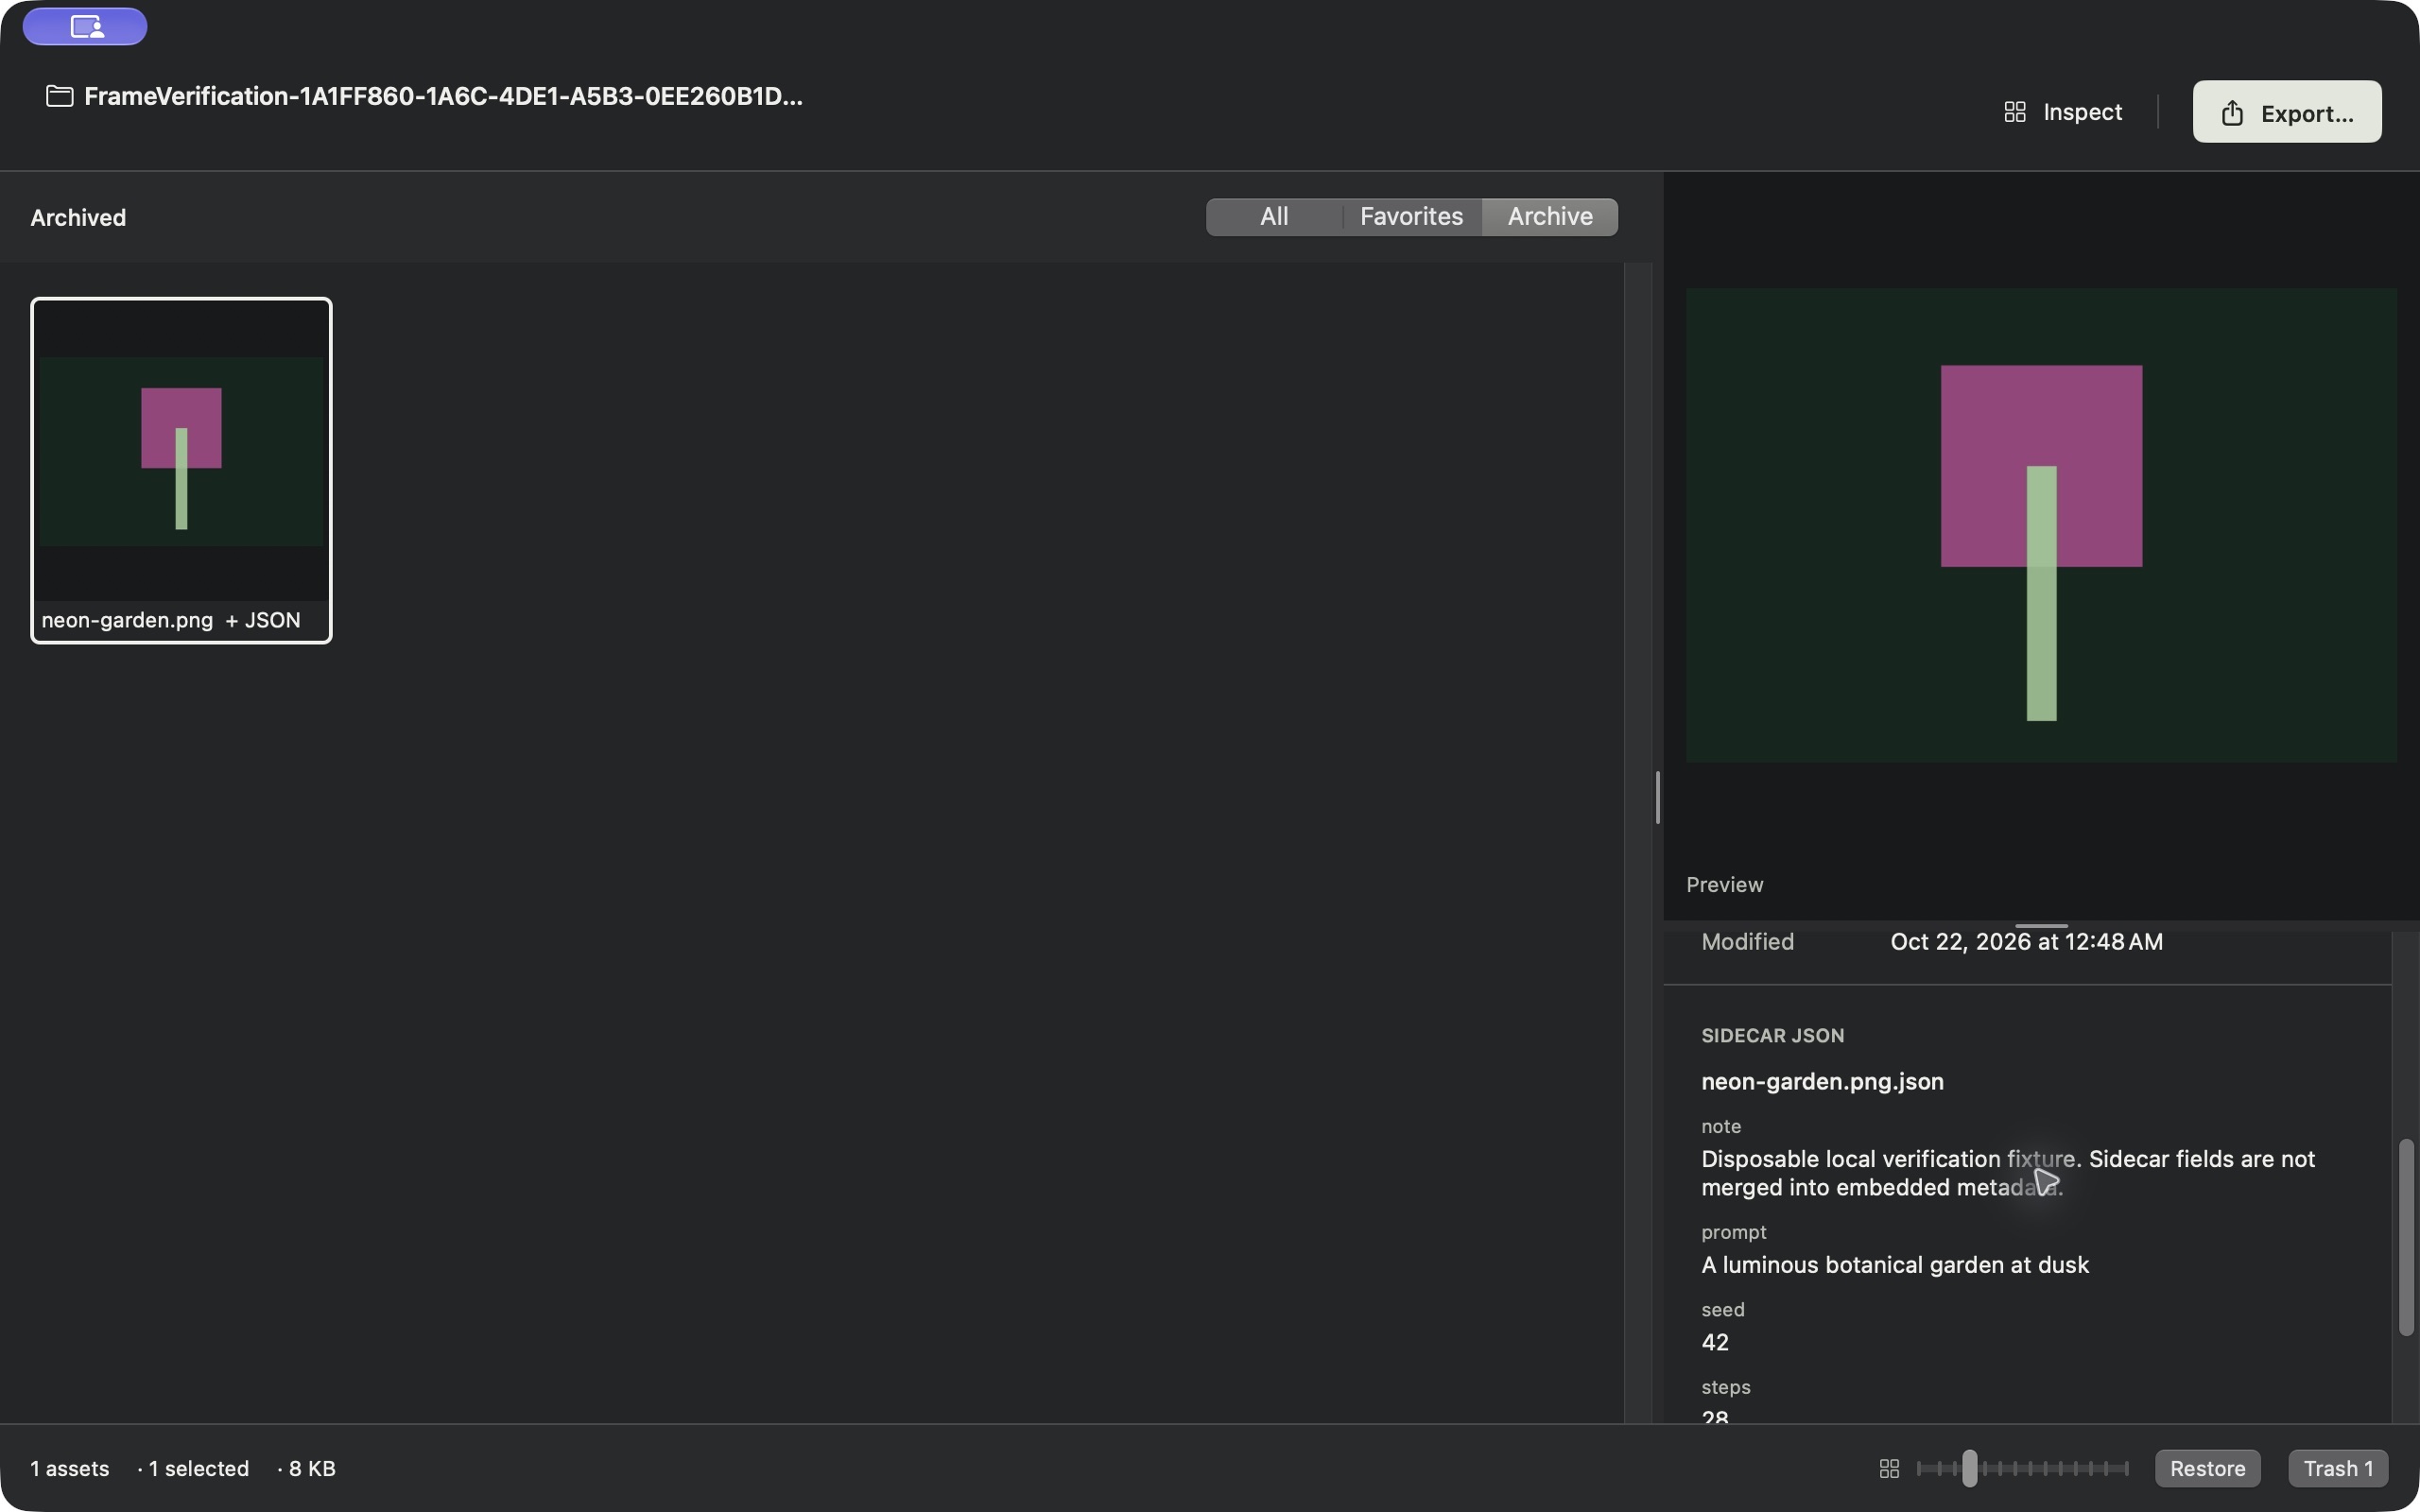 FrameVerification-1A1FF860-1A6C-4DE1-A5B3-0EE260B1D...
Inspect
Export...
Archived
All
Favorites
Archive
neon-garden.png + JSON
Preview
Modified
Oct 22, 2026 at 12:48 AM
SIDECAR JSON
neon-garden.png.json
note
Disposable local verification fixture. Sidecar fields are not
merged into embedded metadata.
prompt
A luminous botanical garden at dusk
seed
42
steps
28
1 assets · 1 selected · 8 KB
Restore
Trash 1